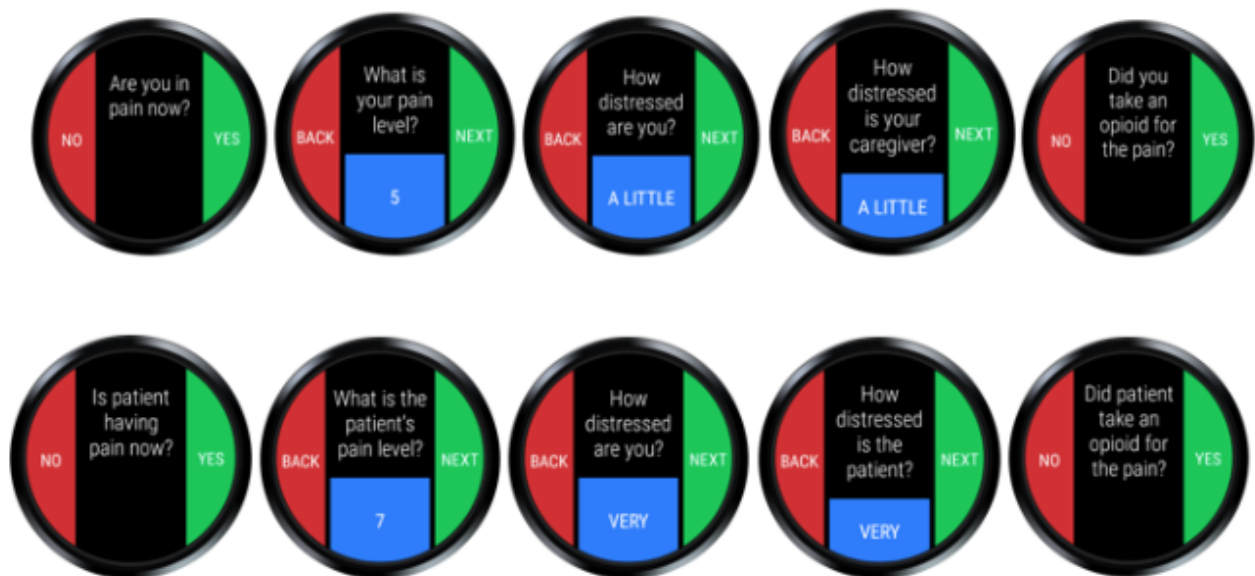 Are you in
pain now?
NO
YES
What is
your pain
level?
BACK
NEXT
5
How
distressed
are you?
BACK
NEXT
A LITTLE
How
distressed
is your
caregiver?
BACK
NEXT
A LITTLE
Did you
take an
opioid for
the pain?
NO
YES
Is patient
having
pain now?
NO
YES
What is the
patient's
pain level?
BACK
NEXT
7
How
distressed
are you?
BACK
NEXT
VERY
How
distressed
is the
patient?
BACK
NEXT
VERY
Did patient
take an
opioid for
the pain?
NO
YES